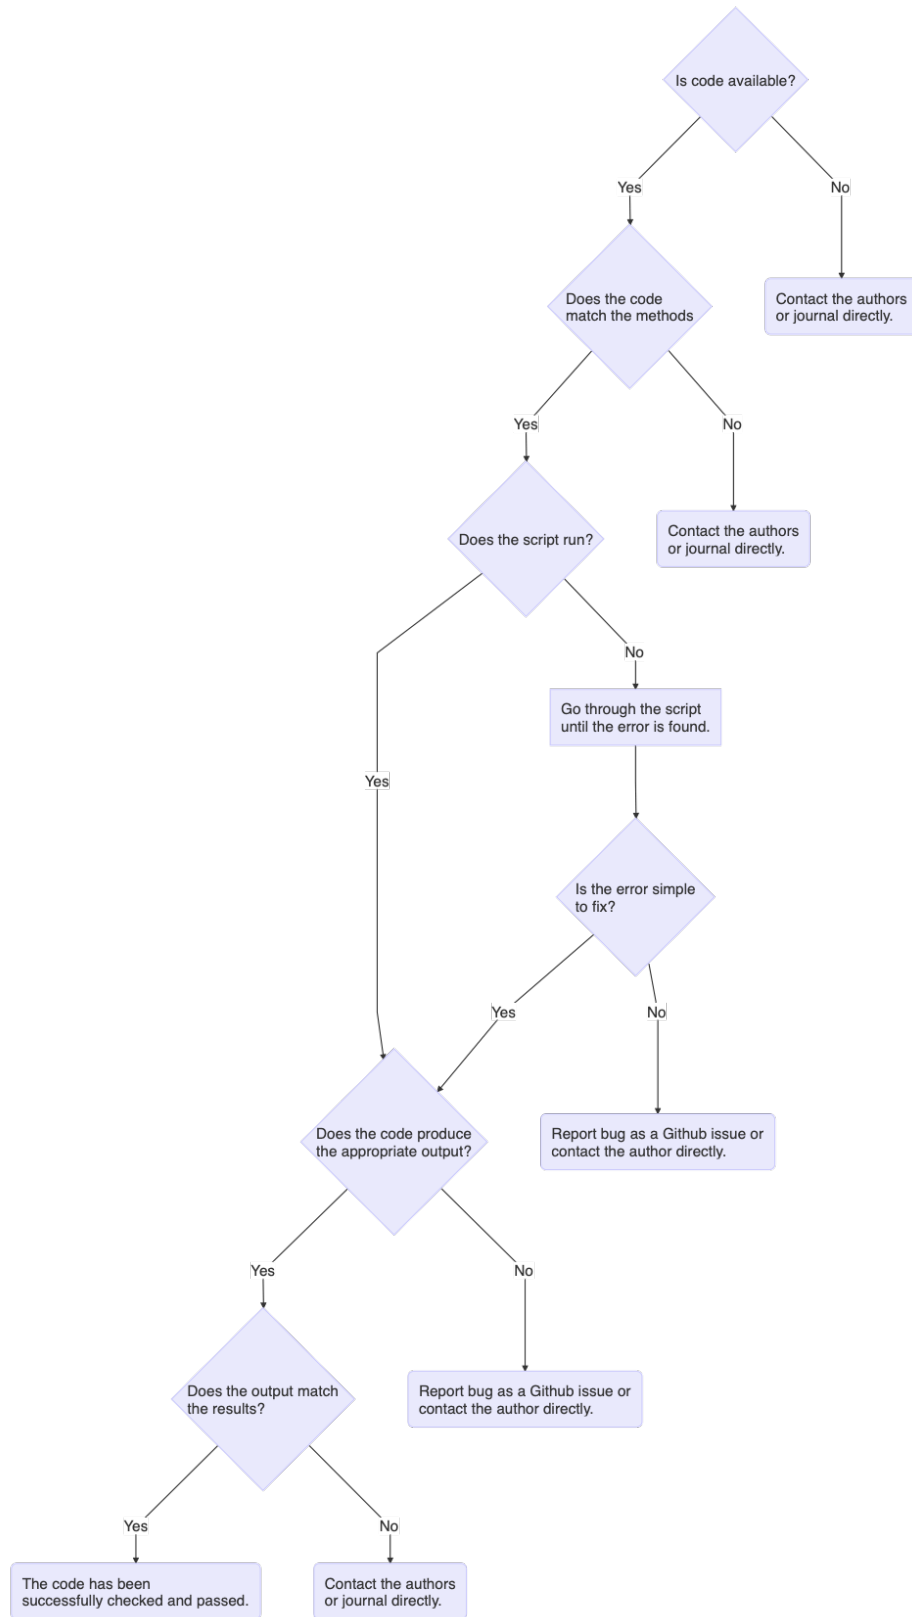 Is code available?
Yes
No
Contact the authors
or journal directly.
Does the code
match the methods
Yes
No
Contact the authors
or journal directly.
Does the script run?
No
Go through the script
until the error is found.
Yes
Is the error simple
to fix?
Yes
No
Report bug as a Github issue or
contact the author directly.
Does the code produce
the appropriate output?
Yes
No
Report bug as a Github issue or
contact the author directly.
Does the output match
the results?
Yes
No
The code has been
successfully checked and passed.
Contact the authors
or journal directly.